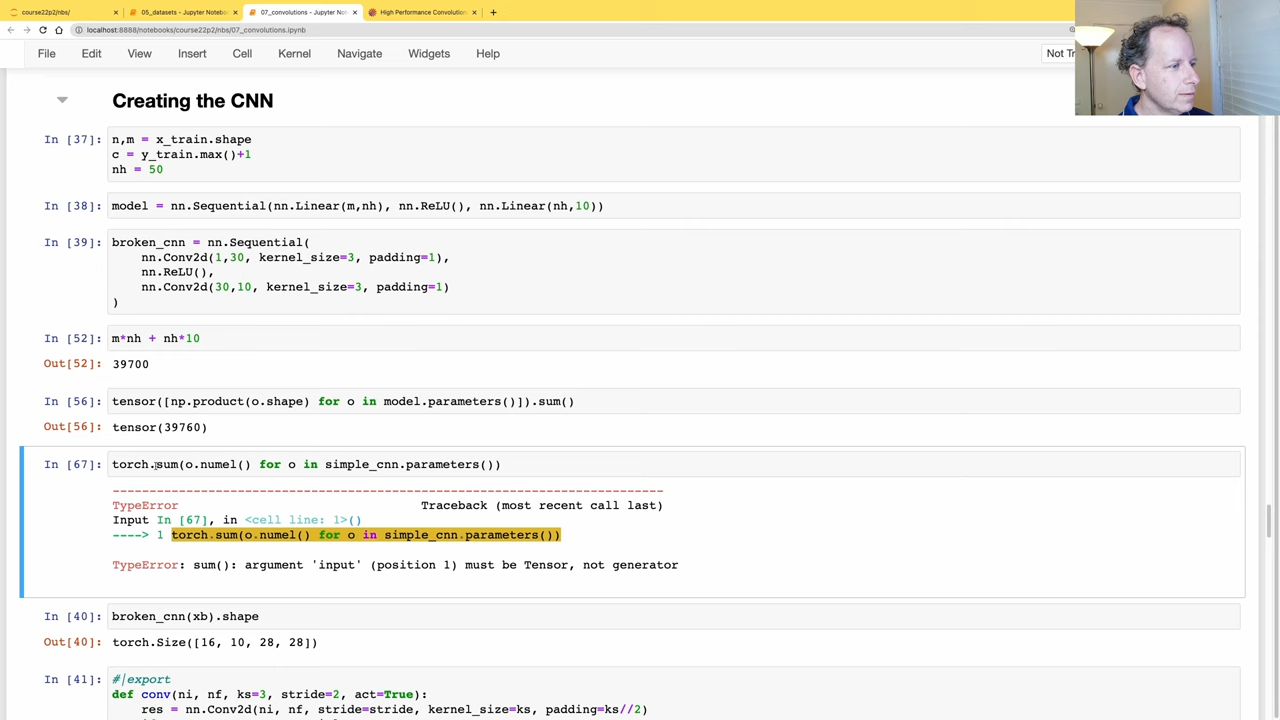 course22p2/nbs/
05_datasets - Jupyter Noteb
07_convolutions - Jupyter Not
High Performance Convolution
localhost:8888/notebooks/course22p2/nbs/07_convolutions.ipynb
File Edit View Insert Cell Kernel Navigate Widgets Help
Not Tr
Creating the CNN
In [37]: n,m = x_train.shape
c = y_train.max()+1
nh = 50
In [38]: model = nn.Sequential(nn.Linear(m,nh), nn.ReLU(), nn.Linear(nh,10))
In [39]: broken_cnn = nn.Sequential(
nn.Conv2d(1,30, kernel_size=3, padding=1),
nn.ReLU(),
nn.Conv2d(30,10, kernel_size=3, padding=1)
)
In [52]: m*nh + nh*10
Out[52]: 39700
In [56]: tensor([np.product(o.shape) for o in model.parameters()]).sum()
Out[56]: tensor(39760)
In [67]: torch.sum(o.numel() for o in simple_cnn.parameters())
---------------------------------------------------------------------------
TypeError Traceback (most recent call last)
Input In [67], in <cell line: 1>()
----> 1 torch.sum(o.numel() for o in simple_cnn.parameters())
TypeError: sum(): argument 'input' (position 1) must be Tensor, not generator
In [40]: broken_cnn(xb).shape
Out[40]: torch.Size([16, 10, 28, 28])
In [41]: #|export
def conv(ni, nf, ks=3, stride=2, act=True):
res = nn.Conv2d(ni, nf, stride=stride, kernel_size=ks, padding=ks//2)